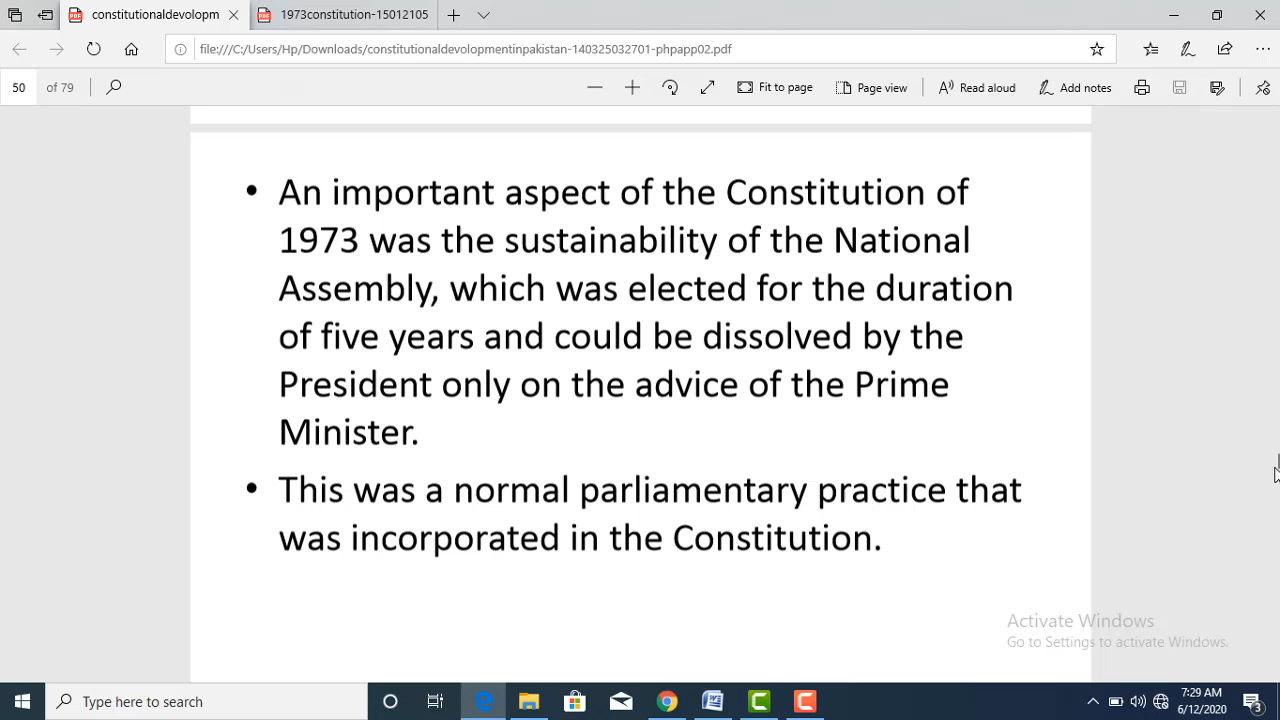 constitutionaldevolopm
1973constitution-15012105
file:///C:/Users/Hp/Downloads/constitutionaldevolopmentinpakistan-140325032701-phpapp02.pdf
50 of 79
Fit to page
Page view
Read aloud
Add notes
• An important aspect of the Constitution of
1973 was the sustainability of the National
Assembly, which was elected for the duration
of five years and could be dissolved by the
President only on the advice of the Prime
Minister.
• This was a normal parliamentary practice that
was incorporated in the Constitution.
Activate Windows
Go to Settings to activate Windows.
Type here to search
7:29 AM
6/12/2020
3